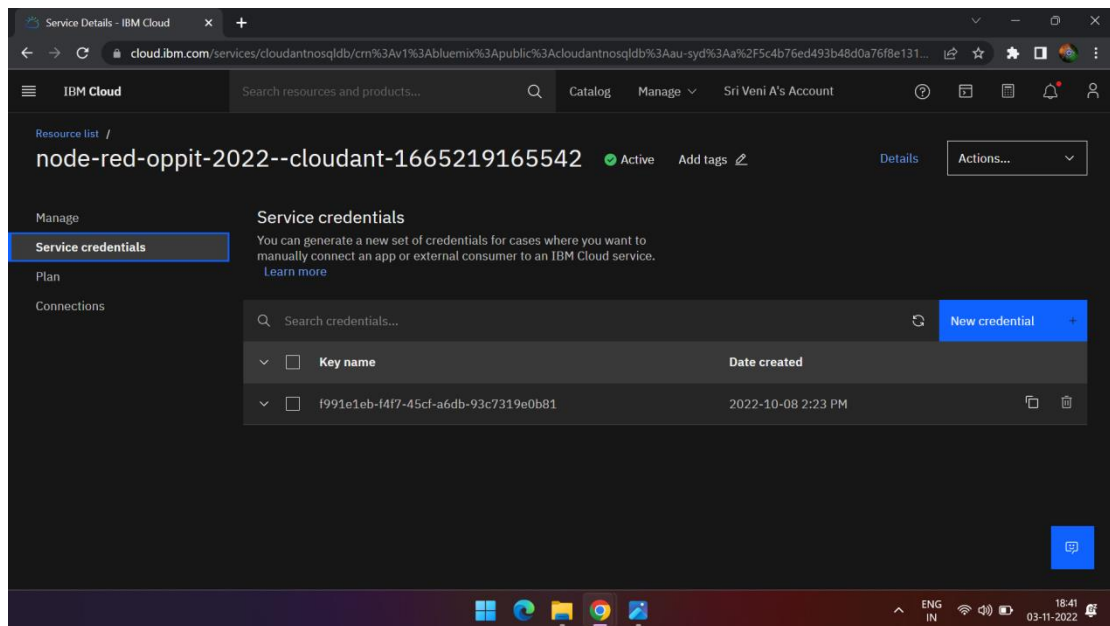 Service Details - IBM Cloud
cloud.ibm.com/services/cloudantnosqldb/crn%3Av1%3Abluemix%3Apublic%3Acloudantnosqldb%3Aau-syd%3Aa%2F5c4b76ed493b48d0a76f8e131...
IBM Cloud Search resources and products... Catalog Manage Sri Veni A's Account
Resource list /
node-red-oppit-2022--cloudant-1665219165542 Active Add tags Details Actions...
Manage
Service credentials
Plan
Connections
Service credentials
You can generate a new set of credentials for cases where you want to
manually connect an app or external consumer to an IBM Cloud service.
Learn more
Search credentials... New credential +
Key name Date created
f991e1eb-f4f7-45cf-a6db-93c7319e0b81 2022-10-08 2:23 PM
ENG 18:41
IN 03-11-2022